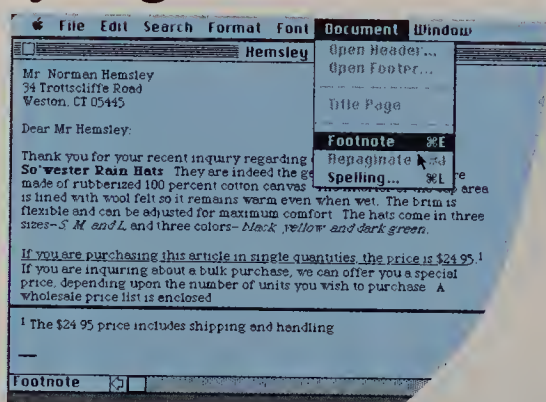 File Edit Search Format Font Document Window
Hemsley
Open Header...
Open Footer...
Title Page
Footnote ⌘E
Repaginate ⌘J
Spelling... ⌘L
Mr Norman Hemsley
34 Trottscliffe Road
Weston, CT 05445
Dear Mr Hemsley:
Thank you for your recent inquiry regarding
So'wester Rain Hats They are indeed the ge re
made of rubberized 100 percent cotton canvas area
is lined with wool felt so it remains warm even when wet. The brim is
flexible and can be adjusted for maximum comfort The hats come in three
sizes-S, M and L, and three colors-black, yellow and dark green.
If you are purchasing this article in single quantities, the price is $24 95.¹
If you are inquiring about a bulk purchase, we can offer you a special
price, depending upon the number of units you wish to purchase A
wholesale price list is enclosed
¹ The $24 95 price includes shipping and handling
Footnote